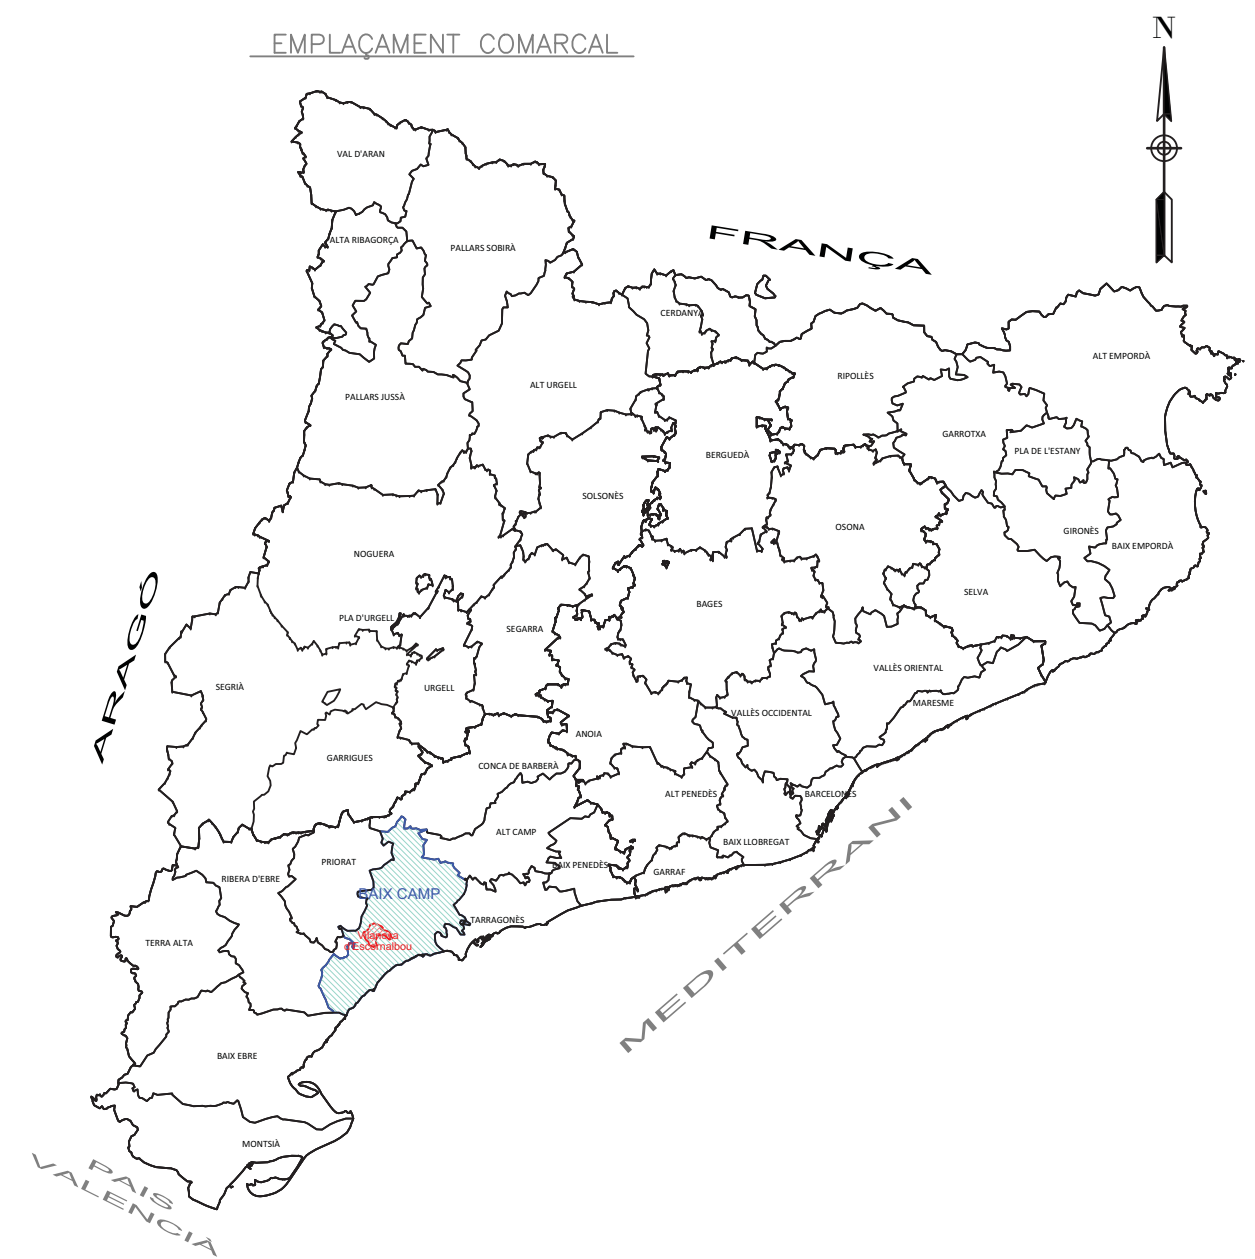 EMPLAÇAMENT COMARCAL
N
VAL D'ARAN
ALTA RIBAGORÇA
PALLARS SOBIRÀ
FRANÇA
CERDANYA
ALT EMPORDÀ
RIPOLLÈS
ALT URGELL
PALLARS JUSSÀ
GARROTXA
PLA DE L'ESTANY
BERGUEDÀ
SOLSONÈS
OSONA
GIRONÈS
BAIX EMPORDÀ
NOGUERA
SELVA
BAGES
PLA D'URGELL
SEGARRA
ARAGÓ
VALLÈS ORIENTAL
SEGRIÀ
URGELL
MARESME
VALLÈS OCCIDENTAL
ANOIA
GARRIGUES
CONCA DE BARBERÀ
ALT PENEDÈS
BARCELONÈS
ALT CAMP
BAIX LLOBREGAT
PRIORAT
BAIX PENEDÈS
GARRAF
RIBERA D'EBRE
BAIX CAMP
TARRAGONÈS
MEDITERRANI
Vilanova
d'Escornalbou
TERRA ALTA
BAIX EBRE
MONTSIÀ
PAIS
VALENCIÀ